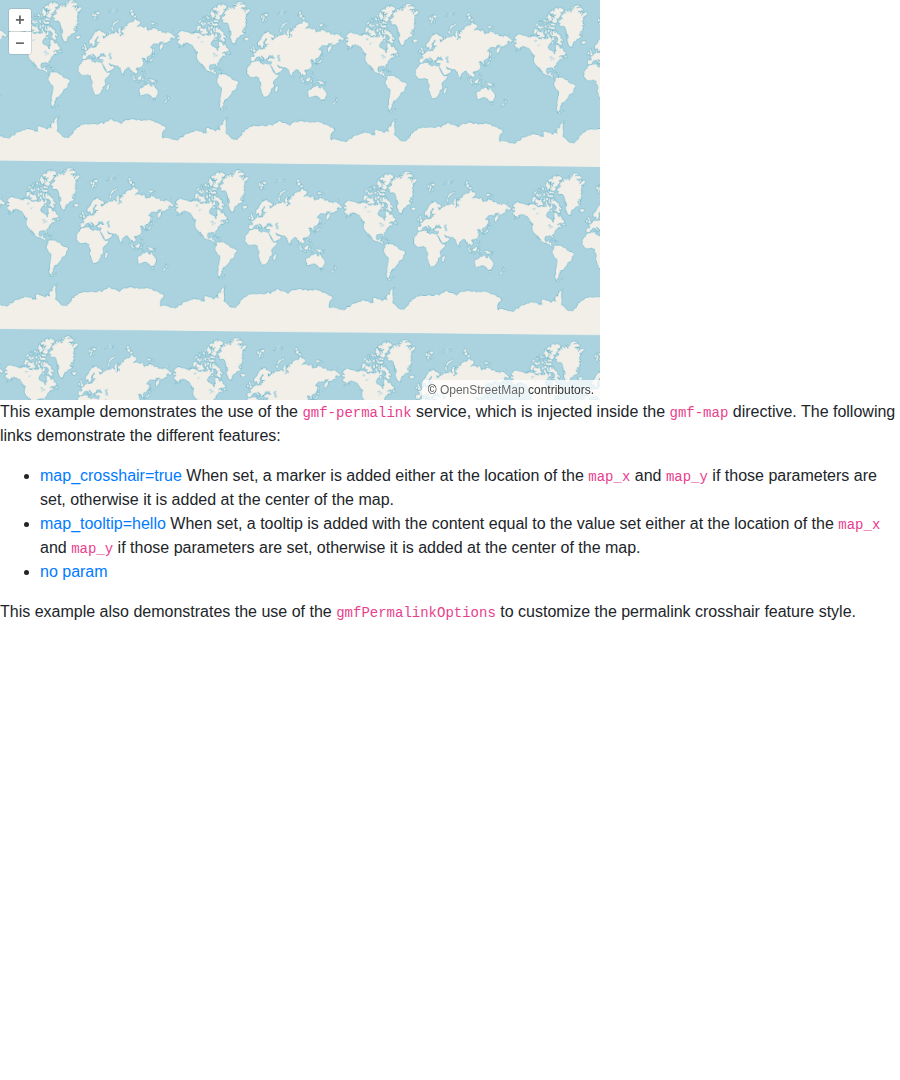 +
−
© OpenStreetMap contributors.
This example demonstrates the use of the gmf-permalink service, which is injected inside the gmf-map directive. The following
links demonstrate the different features:
• map_crosshair=true When set, a marker is added either at the location of the map_x and map_y if those parameters are
set, otherwise it is added at the center of the map.
• map_tooltip=hello When set, a tooltip is added with the content equal to the value set either at the location of the map_x
and map_y if those parameters are set, otherwise it is added at the center of the map.
• no param
This example also demonstrates the use of the gmfPermalinkOptions to customize the permalink crosshair feature style.